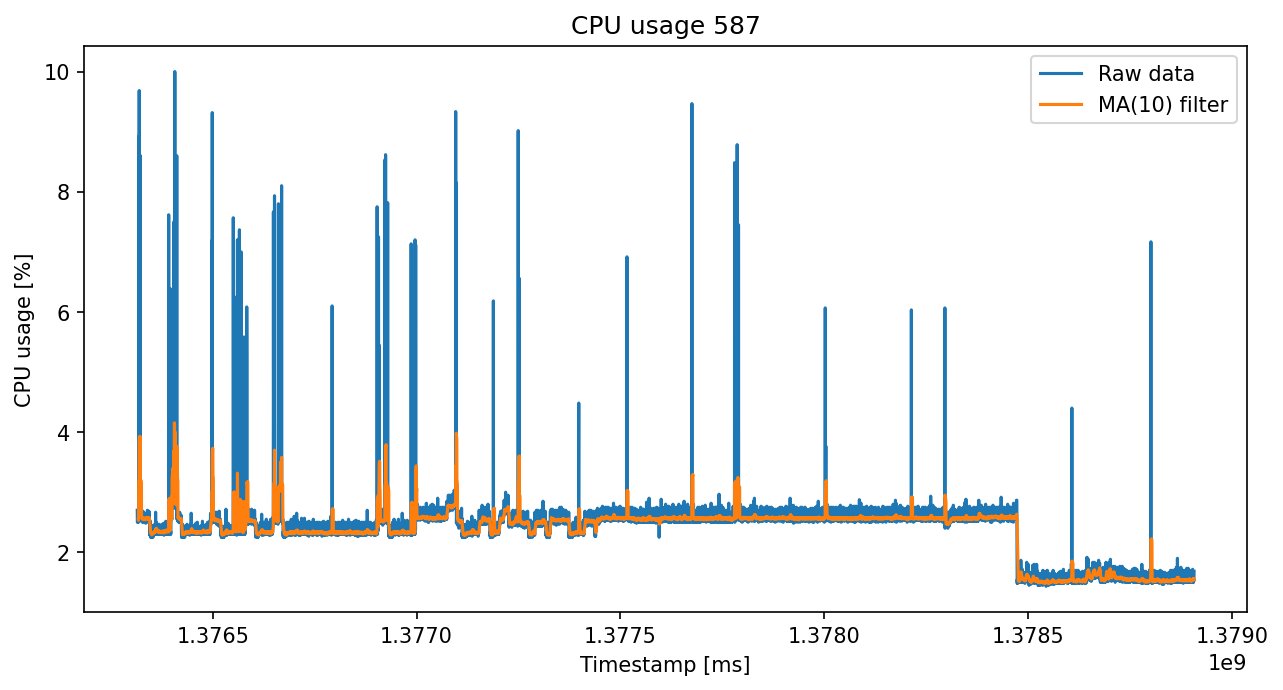 CPU usage 587
Raw data
MA(10) filter
CPU usage [%]
10
8
6
4
2
1.3765 1.3770 1.3775 1.3780 1.3785 1.3790
1e9
Timestamp [ms]